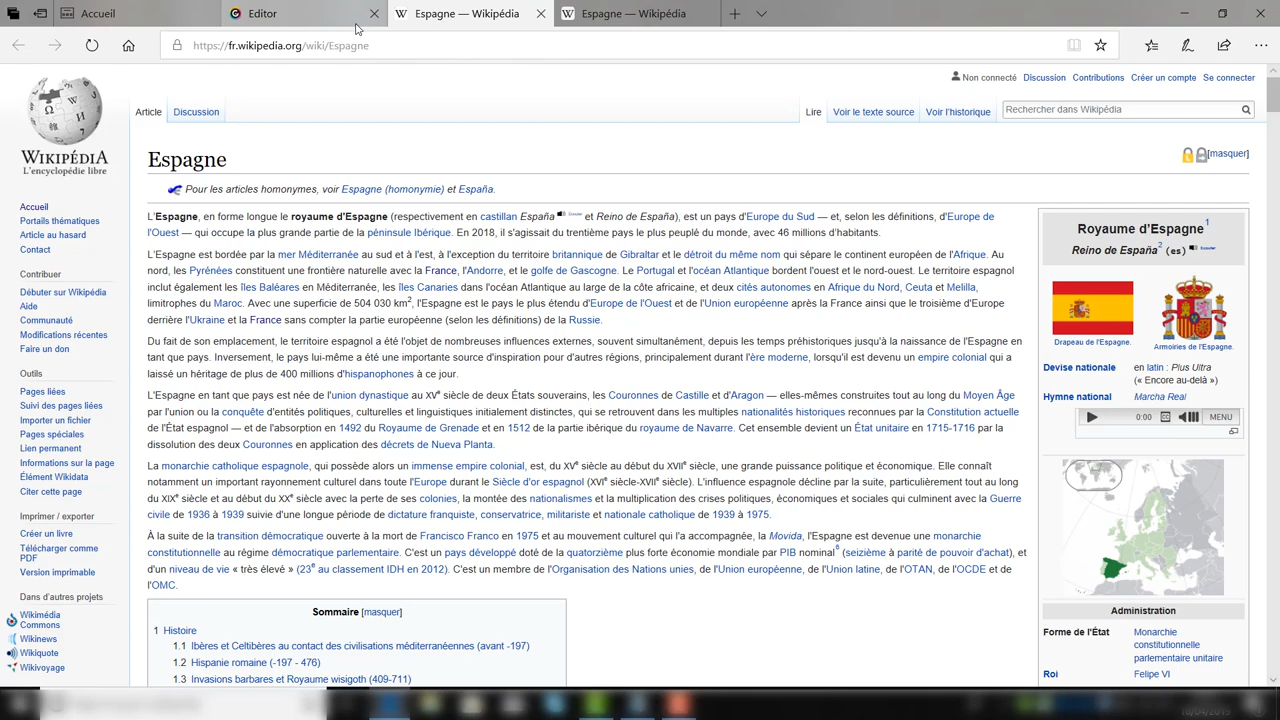 Accueil
Editor
Espagne — Wikipédia
Espagne — Wikipédia
https://fr.wikipedia.org/wiki/Espagne
Non connecté Discussion Contributions Créer un compte Se connecter
Article Discussion
Lire Voir le texte source Voir l'historique
Rechercher dans Wikipédia
WIKIPÉDIA
L'encyclopédie libre
Accueil
Portails thématiques
Article au hasard
Contact
Contribuer
Débuter sur Wikipédia
Aide
Communauté
Modifications récentes
Faire un don
Outils
Pages liées
Suivi des pages liées
Importer un fichier
Pages spéciales
Lien permanent
Informations sur la page
Élément Wikidata
Citer cette page
Imprimer / exporter
Créer un livre
Télécharger comme
PDF
Version imprimable
Dans d'autres projets
Wikimédia
Commons
Wikinews
Wikiquote
Wikivoyage
Espagne
[masquer]
Pour les articles homonymes, voir Espagne (homonymie) et España.
L'Espagne, en forme longue le royaume d'Espagne (respectivement en castillan España Écouter et Reino de España), est un pays d'Europe du Sud — et, selon les définitions, d'Europe de
l'Ouest — qui occupe la plus grande partie de la péninsule Ibérique. En 2018, il s'agissait du trentième pays le plus peuplé du monde, avec 46 millions d'habitants.
L'Espagne est bordée par la mer Méditerranée au sud et à l'est, à l'exception du territoire britannique de Gibraltar et le détroit du même nom qui sépare le continent européen de l'Afrique. Au
nord, les Pyrénées constituent une frontière naturelle avec la France, l'Andorre, et le golfe de Gascogne. Le Portugal et l'océan Atlantique bordent l'ouest et le nord-ouest. Le territoire espagnol
inclut également les îles Baléares en Méditerranée, les îles Canaries dans l'océan Atlantique au large de la côte africaine, et deux cités autonomes en Afrique du Nord, Ceuta et Melilla,
limitrophes du Maroc. Avec une superficie de 504 030 km², l'Espagne est le pays le plus étendu d'Europe de l'Ouest et de l'Union européenne après la France ainsi que le troisième d'Europe
derrière l'Ukraine et la France sans compter la partie européenne (selon les définitions) de la Russie.
Du fait de son emplacement, le territoire espagnol a été l'objet de nombreuses influences externes, souvent simultanément, depuis les temps préhistoriques jusqu'à la naissance de l'Espagne en
tant que pays. Inversement, le pays lui-même a été une importante source d'inspiration pour d'autres régions, principalement durant l'ère moderne, lorsqu'il est devenu un empire colonial qui a
laissé un héritage de plus de 400 millions d'hispanophones à ce jour.
L'Espagne en tant que pays est née de l'union dynastique au XVe siècle de deux États souverains, les Couronnes de Castille et d'Aragon — elles-mêmes construites tout au long du Moyen Âge
par l'union ou la conquête d'entités politiques, culturelles et linguistiques initialement distinctes, qui se retrouvent dans les multiples nationalités historiques reconnues par la Constitution actuelle
de l'État espagnol — et de l'absorption en 1492 du Royaume de Grenade et en 1512 de la partie ibérique du royaume de Navarre. Cet ensemble devient un État unitaire en 1715-1716 par la
dissolution des deux Couronnes en application des décrets de Nueva Planta.
La monarchie catholique espagnole, qui possède alors un immense empire colonial, est, du XVe siècle au début du XVIIe siècle, une grande puissance politique et économique. Elle connaît
notamment un important rayonnement culturel dans toute l'Europe durant le Siècle d'or espagnol (XVIe siècle-XVIIe siècle). L'influence espagnole décline par la suite, particulièrement tout au long
du XIXe siècle et au début du XXe siècle avec la perte de ses colonies, la montée des nationalismes et la multiplication des crises politiques, économiques et sociales qui culminent avec la Guerre
civile de 1936 à 1939 suivie d'une longue période de dictature franquiste, conservatrice, militariste et nationale catholique de 1939 à 1975.
À la suite de la transition démocratique ouverte à la mort de Francisco Franco en 1975 et au mouvement culturel qui l'accompagne, la Movida, l'Espagne est devenue une monarchie
constitutionnelle au régime démocratique parlementaire. C'est un pays développé doté de la quatorzième plus forte économie mondiale par PIB nominal6 (seizième à parité de pouvoir d'achat), et
d'un niveau de vie « très élevé » (23e au classement IDH en 2012). C'est un membre de l'Organisation des Nations unies, de l'Union européenne, de l'Union latine, de l'OTAN, de l'OCDE et de
l'OMC.
Sommaire [masquer]
1 Histoire
1.1 Ibères et Celtibères au contact des civilisations méditerranéennes (avant -197)
1.2 Hispanie romaine (-197 - 476)
1.3 Invasions barbares et Royaume wisigoth (409-711)
Royaume d'Espagne1
Reino de España2 (es) Écouter
Drapeau de l'Espagne.
Armoiries de l'Espagne.
Devise nationale en latin : Plus Ultra
(« Encore au-delà »)
Hymne national Marcha Real
0:00 MENU
Administration
Forme de l'État Monarchie
constitutionnelle
parlementaire unitaire
Roi Felipe VI